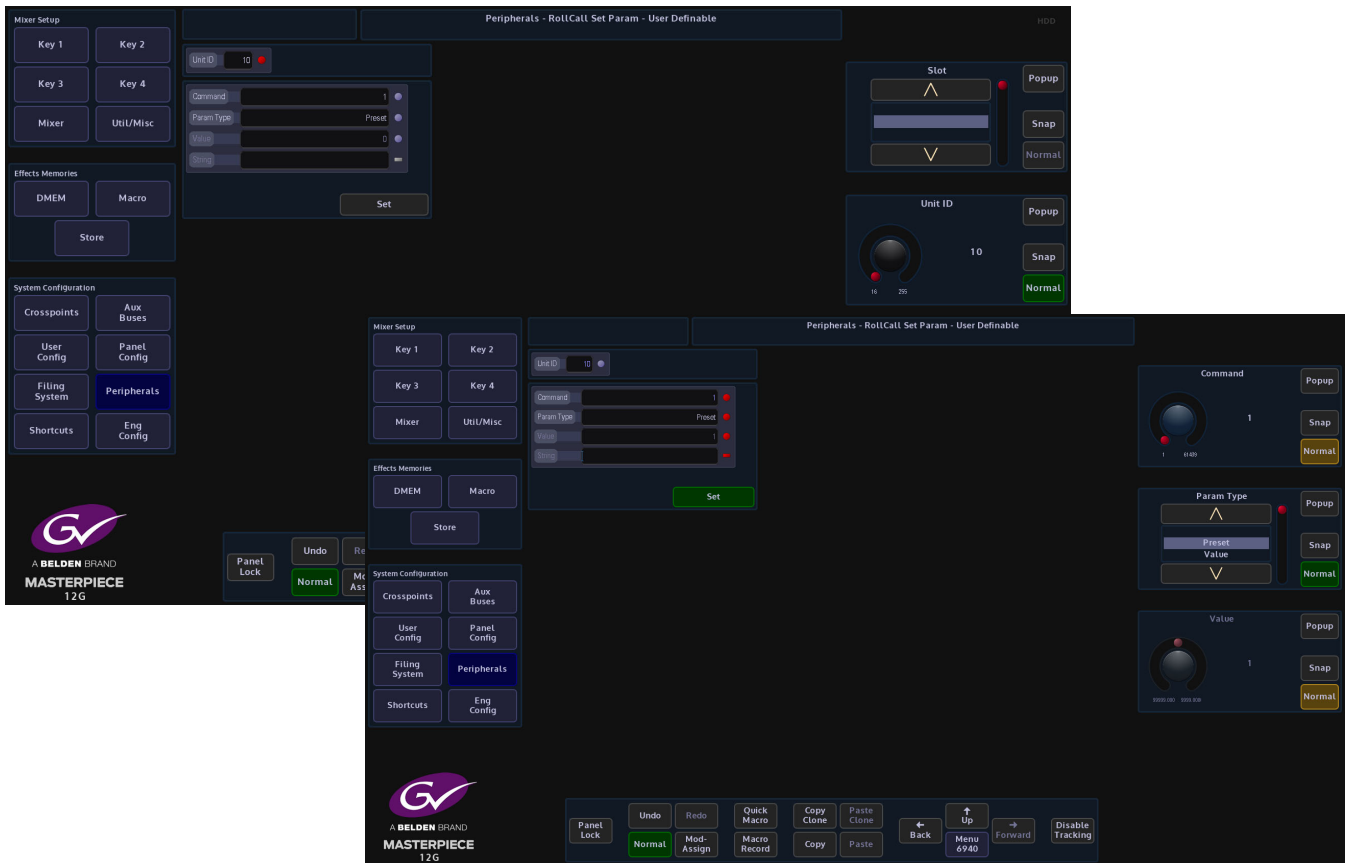 Mixer Setup
Key 1
Key 2
Key 3
Key 4
Mixer
Util/Misc
Effects Memories
DMEM
Macro
Store
System Configuration
Crosspoints
Aux
Buses
User
Config
Panel
Config
Filing
System
Peripherals
Shortcuts
Eng
Config
GV
A BELDEN BRAND
MASTERPIECE
12G
Peripherals - RollCall Set Param - User Definable
HDD
Unit ID 10
Command 1
Param Type Preset
Value 0
String
Set
Slot
Popup
Snap
Normal
Unit ID
Popup
10
Snap
Normal
16 255
Panel
Lock
Undo
Re
Normal
Mo
Ass
Mixer Setup
Key 1
Key 2
Key 3
Key 4
Mixer
Util/Misc
Effects Memories
DMEM
Macro
Store
System Configuration
Crosspoints
Aux
Buses
User
Config
Panel
Config
Filing
System
Peripherals
Shortcuts
Eng
Config
GV
A BELDEN BRAND
MASTERPIECE
12G
Peripherals - RollCall Set Param - User Definable
Unit ID 10
Command 1
Param Type Preset
Value 1
String
Set
Command
Popup
1
Snap
Normal
1 61439
Param Type
Popup
Preset
Value
Snap
Normal
Value
Popup
1
Snap
Normal
Panel
Lock
Undo
Redo
Normal
Mod-
Assign
Quick
Macro
Macro
Record
Copy
Clone
Paste
Clone
Copy
Paste
Back
Up
Menu
6940
Forward
Disable
Tracking